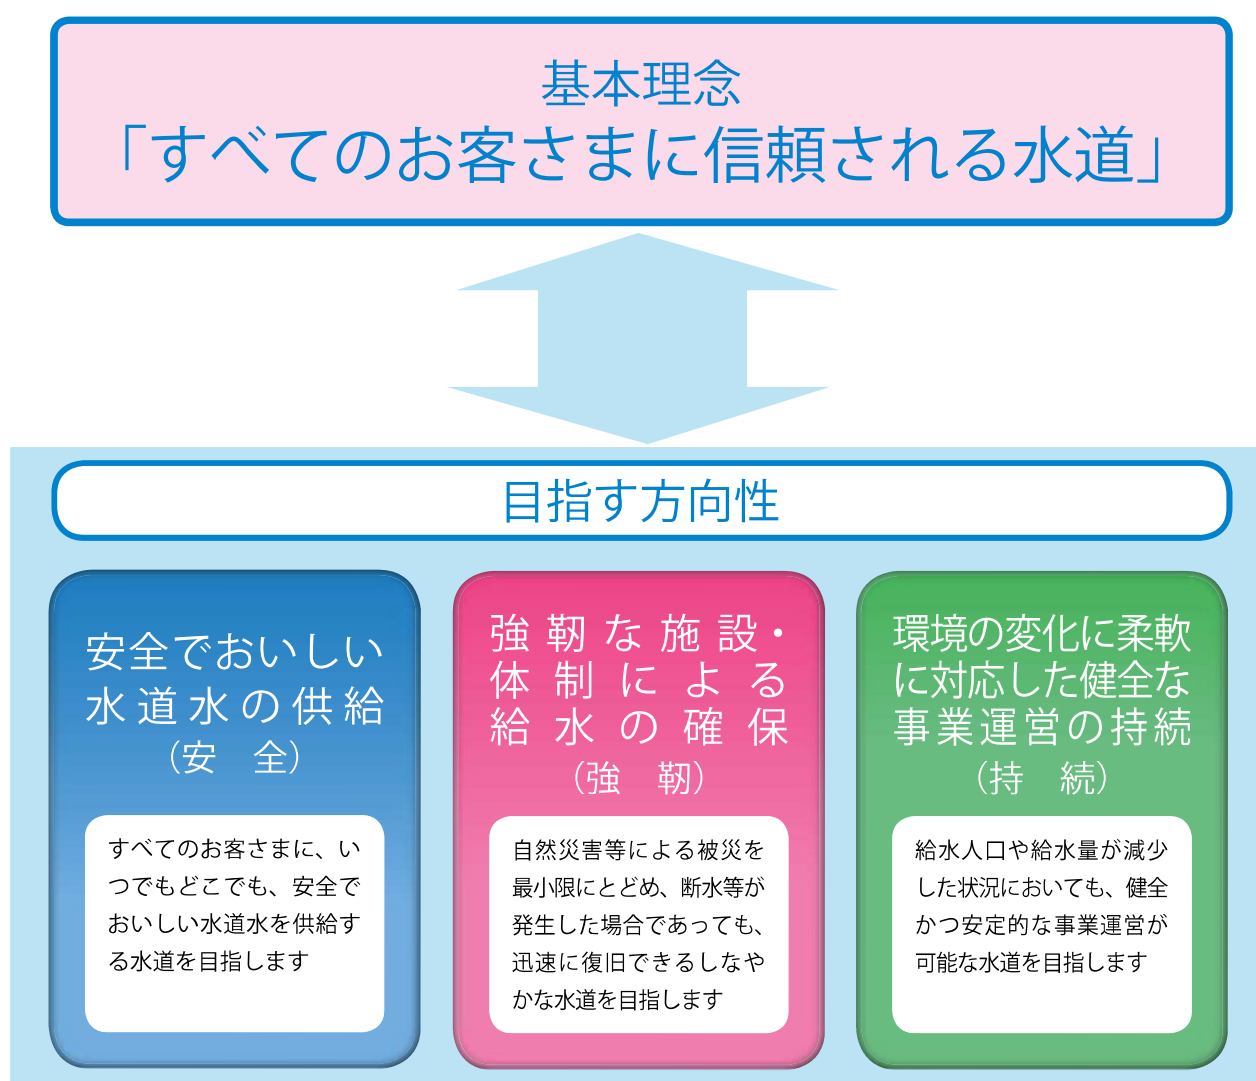 基本理念
「すべてのお客さまに信頼される水道」
目指す方向性
安全でおいしい
水道水の供給
(安　全)
すべてのお客さまに、い
つでもどこでも、安全で
おいしい水道水を供給す
る水道を目指します
強靭な施設・
体制による
給水の確保
(強　靭)
自然災害等による被災を
最小限にとどめ、断水等が
発生した場合であっても、
迅速に復旧できるしなや
かな水道を目指します
環境の変化に柔軟
に対応した健全な
事業運営の持続
(持　続)
給水人口や給水量が減少
した状況においても、健全
かつ安定的な事業運営が
可能な水道を目指します